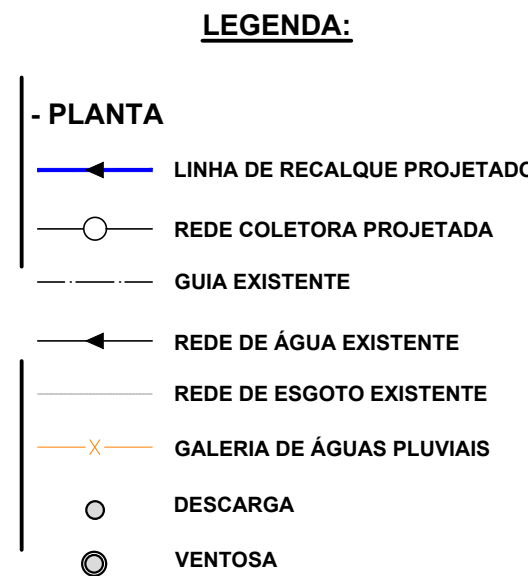 LEGENDA:
- PLANTA
LINHA DE RECALQUE PROJETADO
REDE COLETORA PROJETADA
GUIA EXISTENTE
REDE DE ÁGUA EXISTENTE
REDE DE ESGOTO EXISTENTE
X GALERIA DE ÁGUAS PLUVIAIS
DESCARGA
VENTOSA